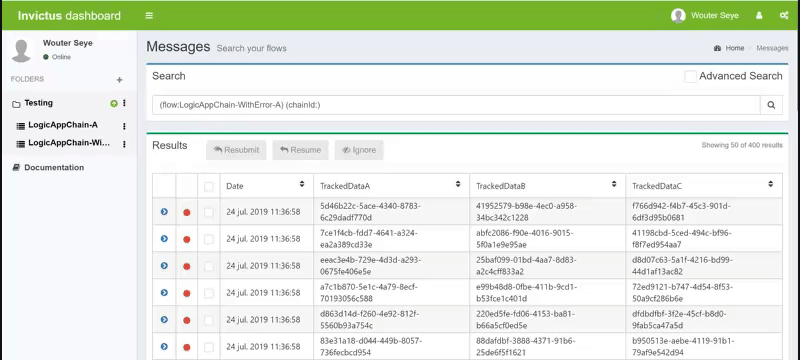 Invictus dashboard
Wouter Seye
Wouter Seye
Online
FOLDERS
Testing
LogicAppChain-A
LogicAppChain-Wi...
Documentation
Messages Search your flows
Home Messages
Search
Advanced Search
(flow:LogicAppChain-WithError-A) (chainId:)
Results
Resubmit Resume Ignore
Showing 50 of 400 results
Date TrackedDataA TrackedDataB TrackedDataC
24 jul. 2019 11:36:58 5d46b22c-5ace-4340-8783-6c29dadf770d 41952579-b98e-4ec0-a958-34bc342c1228 f766d942-f4b7-45c3-901d-6df3d95b0681
24 jul. 2019 11:36:58 7ce1f4cb-fdd7-4641-a324-ea2a389cd33e abfc2086-f90e-4016-9015-5f0a1e9e95ae 41198cbd-5ced-494c-bf96-f8f7ed954aa7
24 jul. 2019 11:36:58 eeac3e4b-729e-4d3d-a293-0675fe406e5e 25baf099-01bd-4aa7-8d83-a2c4cff833a2 d8d07c63-5a1f-4216-bd99-44d1af13ac82
24 jul. 2019 11:36:58 a7c1b870-5e1c-4a79-8ecf-70193056c588 e99b48d8-0fbe-411b-9cd1-b53fce1c401d 72ed9121-b747-4d54-8f53-50a9cf286b6e
24 jul. 2019 11:36:58 d863d14d-f260-4e92-812f-5560b93a754c 220ed5fe-fd06-4153-ba81-b66a5cf0ed5e dfdbdfbf-3f2e-45cf-b8d0-9fab5ca47a5d
24 jul. 2019 11:36:58 83e31a18-d044-449b-8057-736fecbcd954 88dafdbf-3888-4371-91b6-25de6f5f1621 b950513e-aebe-4119-91b1-79af9e542d9a